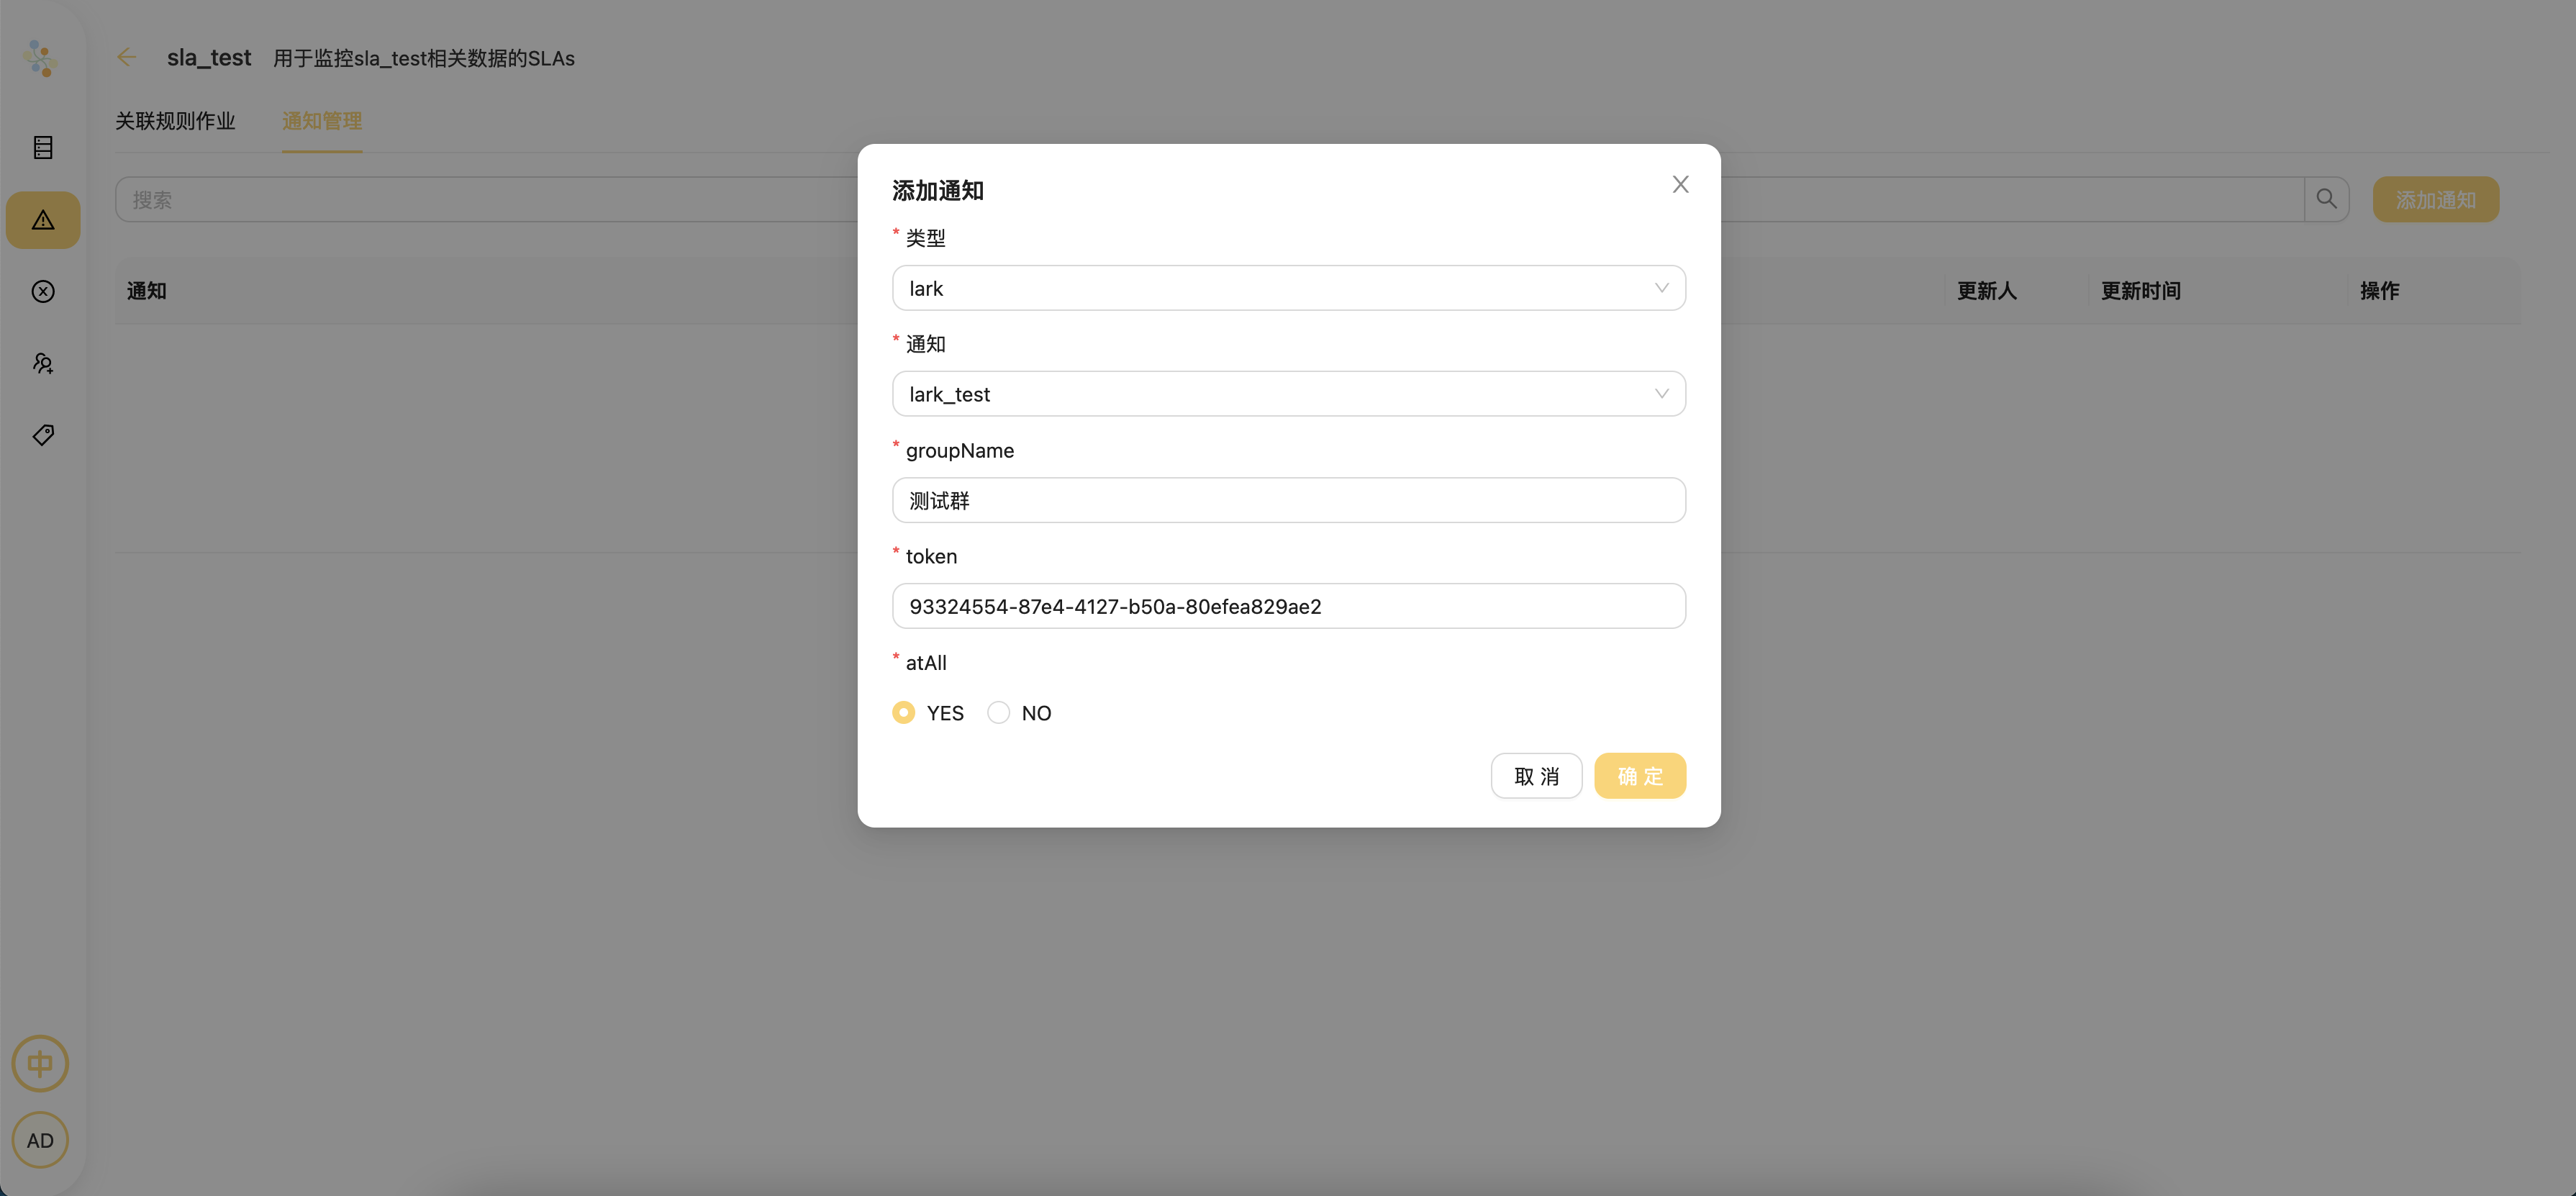 sla_test 用于监控sla_test相关数据的SLAs
关联规则作业 通知管理
搜索 添加通知
通知 更新人 更新时间 操作
添加通知
* 类型
lark
* 通知
lark_test
* groupName
测试群
* token
93324554-87e4-4127-b50a-80efea829ae2
* atAll
YES NO
取 消 确 定
中
AD